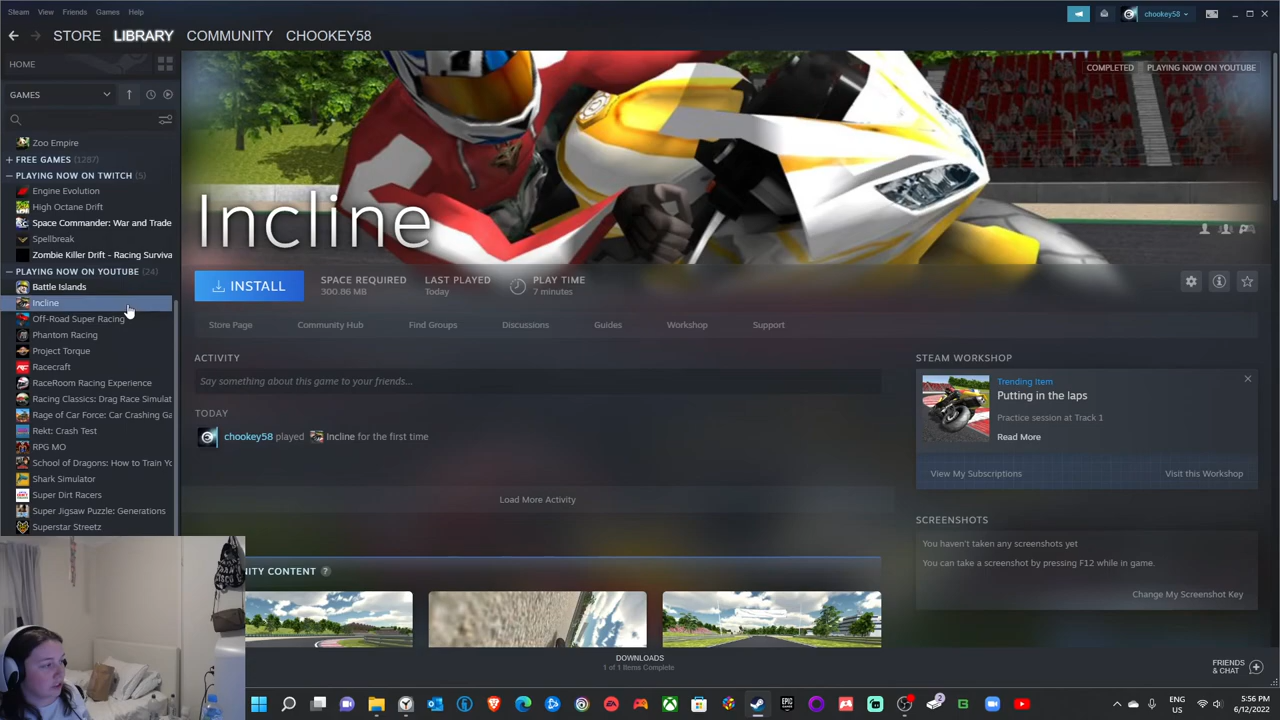 Steam View Friends Games Help
chookey58
STORE LIBRARY COMMUNITY CHOOKEY58
HOME
GAMES
Zoo Empire
FREE GAMES (1287)
PLAYING NOW ON TWITCH (5)
Engine Evolution
High Octane Drift
Space Commander: War and Trade
Spellbreak
Zombie Killer Drift - Racing Surviva
PLAYING NOW ON YOUTUBE (24)
Battle Islands
Incline
Off-Road Super Racing
Phantom Racing
Project Torque
Racecraft
RaceRoom Racing Experience
Racing Classics: Drag Race Simulat
Rage of Car Force: Car Crashing Ga
Rekt: Crash Test
RPG MO
School of Dragons: How to Train Yo
Shark Simulator
Super Dirt Racers
Super Jigsaw Puzzle: Generations
Superstar Streetz
COMPLETED PLAYING NOW ON YOUTUBE
Incline
INSTALL
SPACE REQUIRED
300.86 MB
LAST PLAYED
Today
PLAY TIME
7 minutes
Store Page Community Hub Find Groups Discussions Guides Workshop Support
ACTIVITY
Say something about this game to your friends...
TODAY
chookey58 played Incline for the first time
Load More Activity
NITY CONTENT ?
STEAM WORKSHOP
Trending Item
Putting in the laps
Practice session at Track 1
Read More
View My Subscriptions Visit this Workshop
SCREENSHOTS
You haven't taken any screenshots yet
You can take a screenshot by pressing F12 while in game.
Change My Screenshot Key
DOWNLOADS
1 of 1 Items Complete
FRIENDS
& CHAT
ENG
US
5:56 PM
6/12/2022